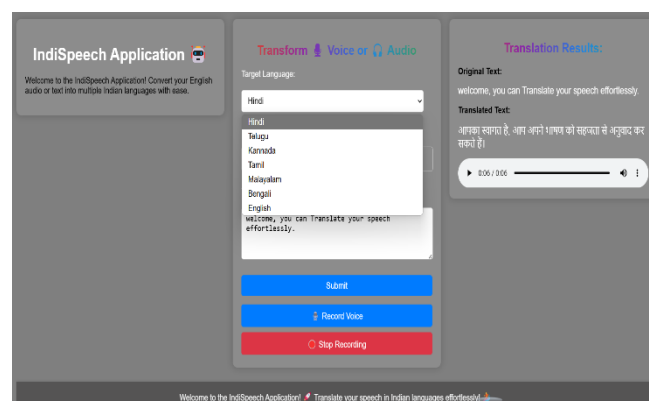 IndiSpeech Application
Welcome to the IndiSpeech Application! Convert your English
audio or text into multiple Indian languages with ease.
Transform Voice or Audio
Target Language:
Hindi
Hindi
Telugu
Kannada
Tamil
Malayalam
Bengali
English
welcome, you can Translate your speech
effortlessly.
Submit
Record Voice
Stop Recording
Translation Results:
Original Text:
welcome, you can Translate your speech effortlessly.
Translated Text:
आपका स्वागत है, आप अपने भाषण को सहजता से अनुवाद कर
सकते हैं।
0:06 / 0:06
Welcome to the IndiSpeech Application! Translate your speech in Indian languages effortlessly!